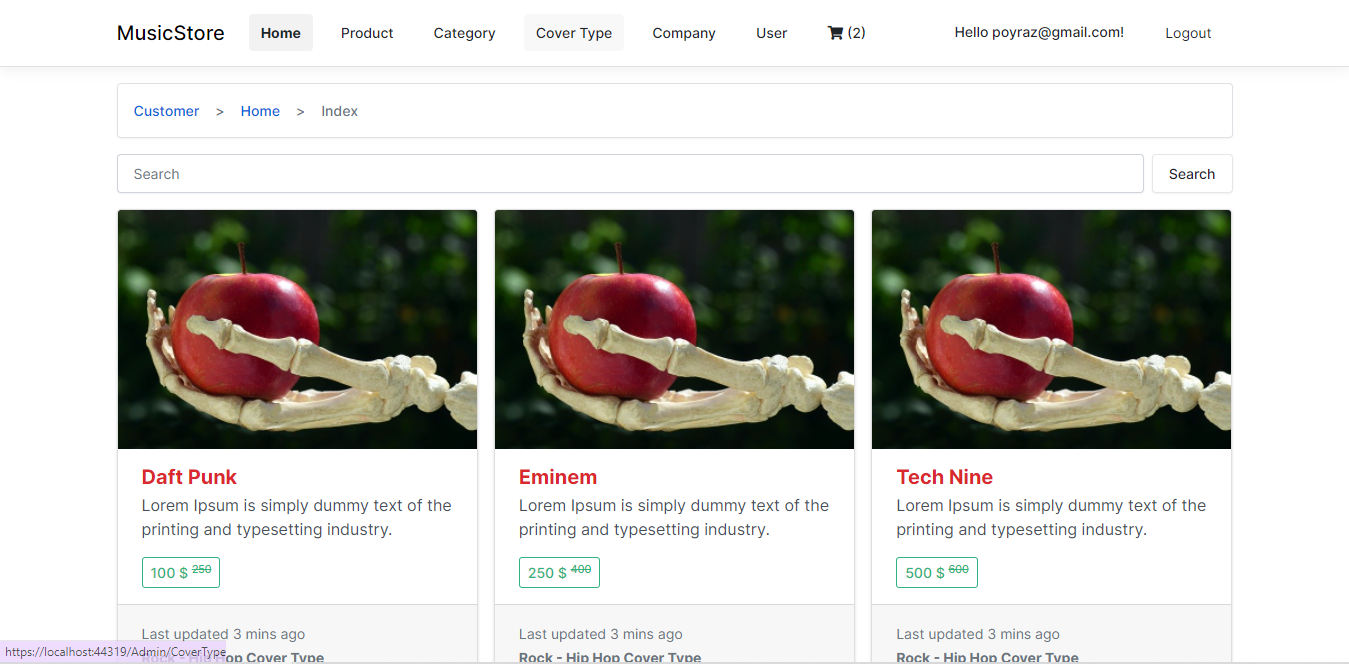 MusicStore Home Product Category Cover Type Company User (2) Hello poyraz@gmail.com! Logout
Customer > Home > Index
Search Search
Daft Punk
Lorem Ipsum is simply dummy text of the
printing and typesetting industry.
100 $ 250
Last updated 3 mins ago
Rock - Hip Hop Cover Type
Eminem
Lorem Ipsum is simply dummy text of the
printing and typesetting industry.
250 $ 400
Last updated 3 mins ago
Rock - Hip Hop Cover Type
Tech Nine
Lorem Ipsum is simply dummy text of the
printing and typesetting industry.
500 $ 600
Last updated 3 mins ago
Rock - Hip Hop Cover Type
https://localhost:44319/Admin/CoverType